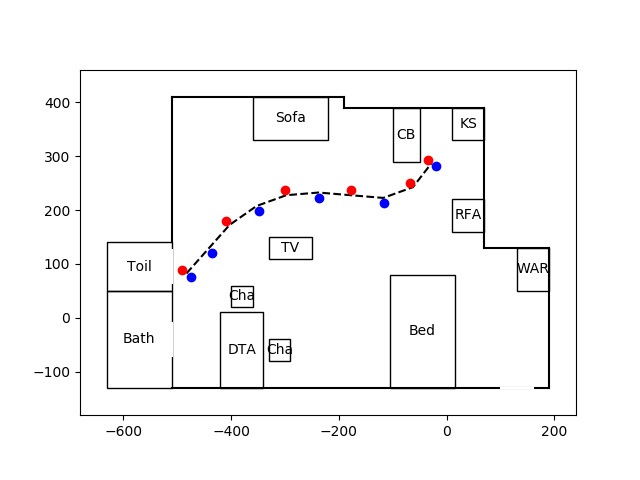 400
300
200
100
0
−100
−600
−400
−200
0
200
Sofa
CB
KS
RFA
TV
WAR
Toil
Cha
Bath
DTA
Cha
Bed